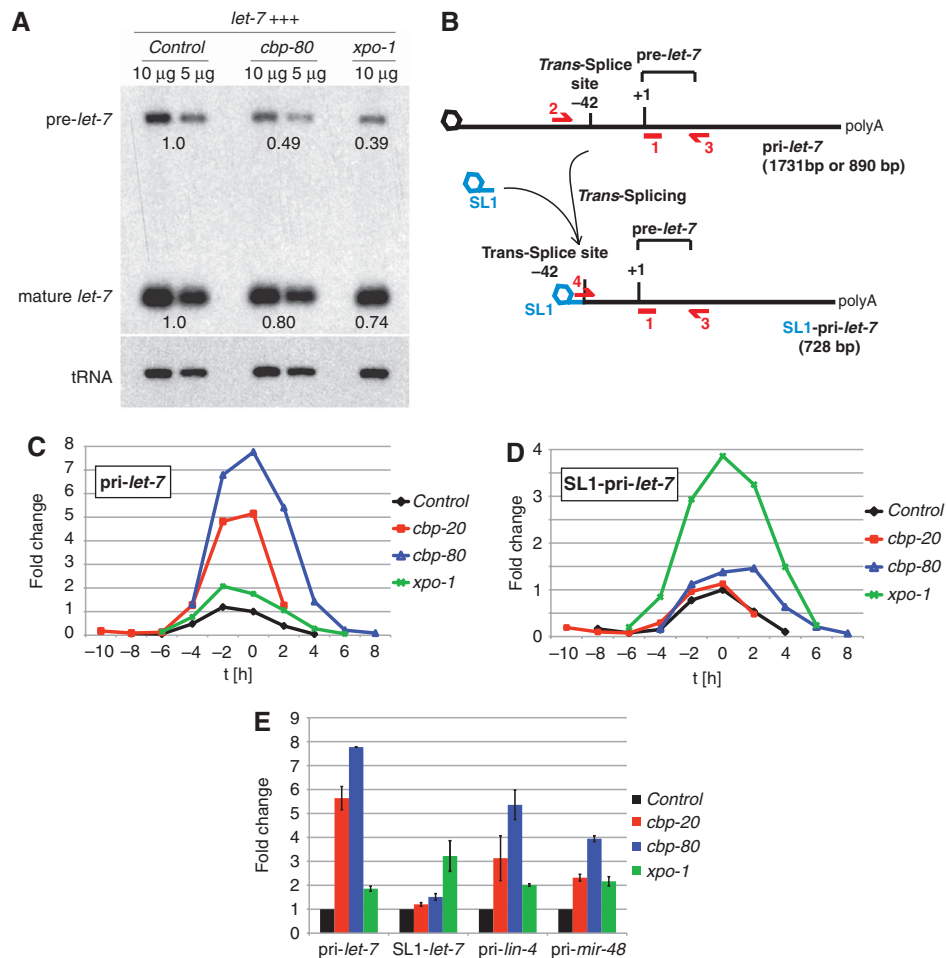 A
let-7 +++
Control cbp-80 xpo-1
10 µg 5 µg 10 µg 5 µg 10 µg
pre-let-7
1.0 0.49 0.39
mature let-7
1.0 0.80 0.74
tRNA
B
pre-let-7
Trans-Splice
site
–42
+1
2
polyA
1
3
pri-let-7
(1731bp or 890 bp)
SL1
Trans-Splicing
Trans-Splice site
–42
pre-let-7
+1
4
SL1
polyA
1
3
SL1-pri-let-7
(728 bp)
C
pri-let-7
Fold change
8
7
6
5
4
3
2
1
0
–10 –8 –6 –4 –2 0 2 4 6 8
t [h]
Control
cbp-20
cbp-80
xpo-1
D
SL1-pri-let-7
Fold change
4
3
2
1
0
–10 –8 –6 –4 –2 0 2 4 6 8
t [h]
Control
cbp-20
cbp-80
xpo-1
E
Fold change
9
8
7
6
5
4
3
2
1
0
pri-let-7 SL1-let-7 pri-lin-4 pri-mir-48
Control
cbp-20
cbp-80
xpo-1